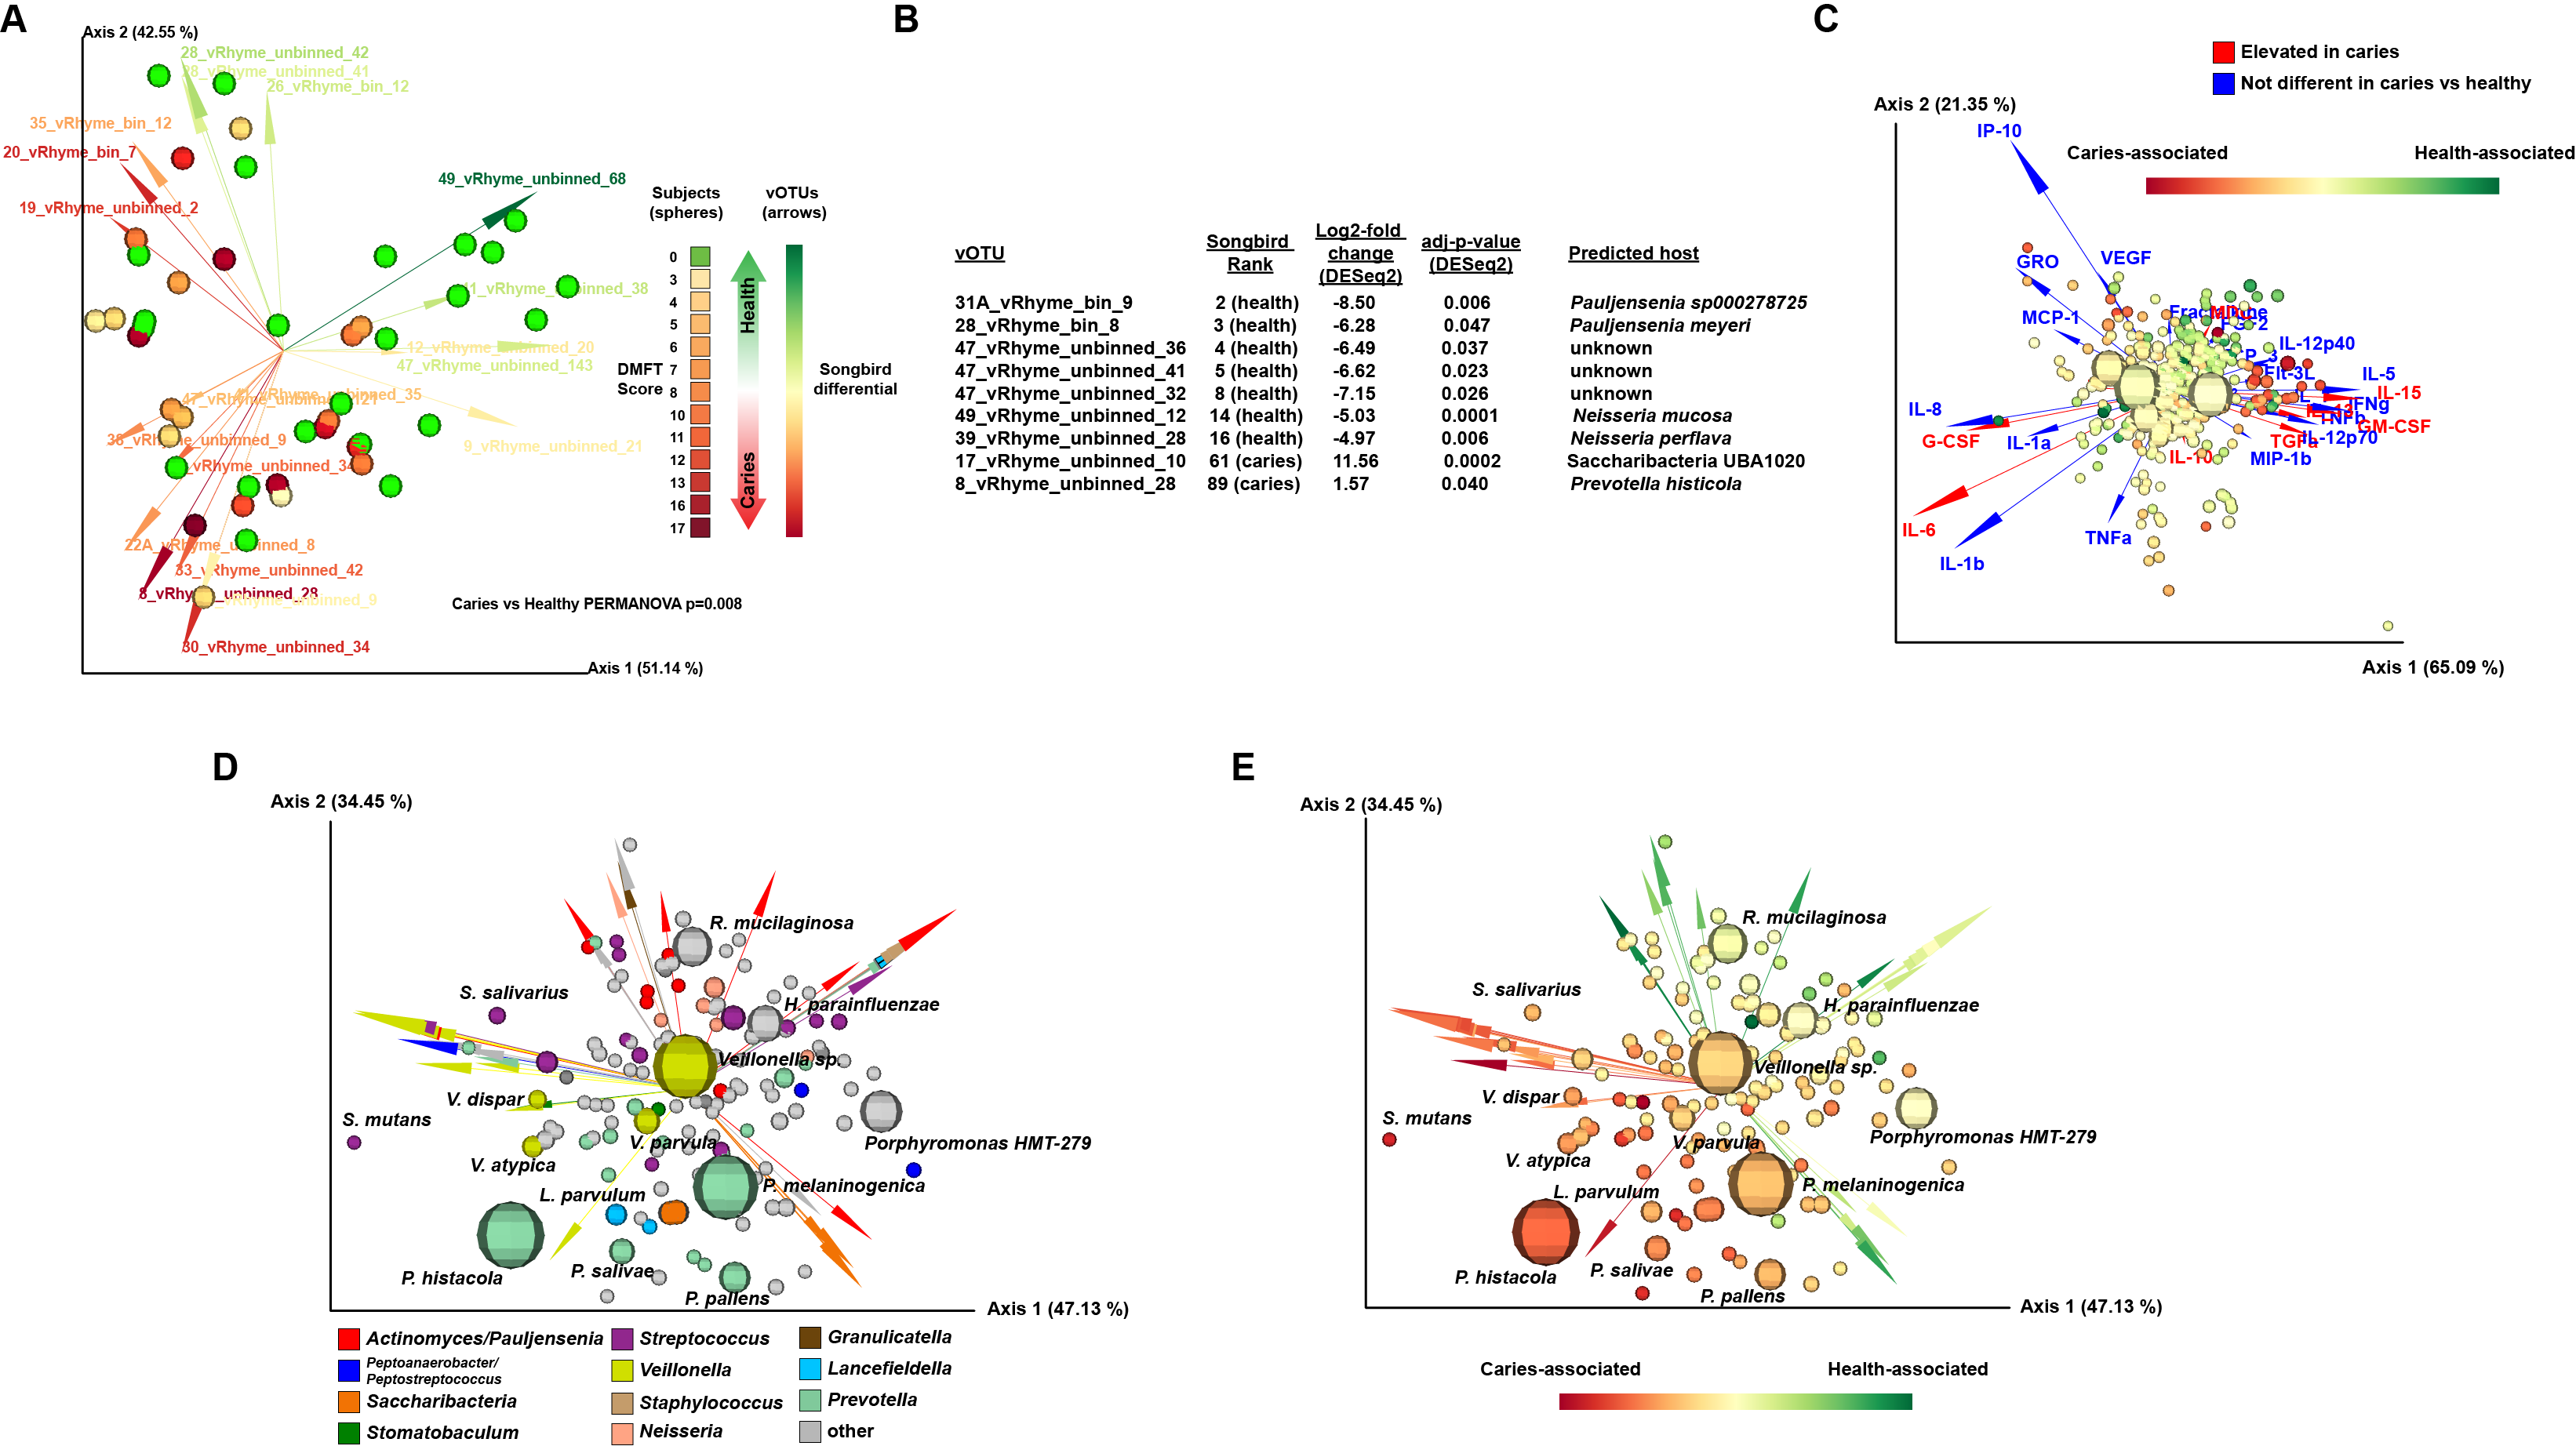 A
Axis 2 (42.55 %)
28_vRhyme_unbinned_42
28_vRhyme_unbinned_41
26_vRhyme_bin_12
35_vRhyme_bin_12
20_vRhyme_bin_7
19_vRhyme_unbinned_2
49_vRhyme_unbinned_68
12_vRhyme_unbinned_20
47_vRhyme_unbinned_143
9_vRhyme_unbinned_21
38_vRhyme_unbinned_9
22A_vRhyme_unbinned_8
33_vRhyme_unbinned_42
8_vRhyme_unbinned_28
30_vRhyme_unbinned_34
Caries vs Healthy PERMANOVA p=0.008
Axis 1 (51.14 %)
Subjects
(spheres)
vOTUs
(arrows)
DMFT
Score
0
3
4
5
6
7
8
10
11
12
13
16
17
Health
Caries
Songbird
differential
B
vOTU Songbird Rank Log2-fold change (DESeq2) adj-p-value (DESeq2) Predicted host
31A_vRhyme_bin_9 2 (health) -8.50 0.006 Pauljensenia sp000278725
28_vRhyme_bin_8 3 (health) -6.28 0.047 Pauljensenia meyeri
47_vRhyme_unbinned_36 4 (health) -6.49 0.037 unknown
47_vRhyme_unbinned_41 5 (health) -6.62 0.023 unknown
47_vRhyme_unbinned_32 8 (health) -7.15 0.026 unknown
49_vRhyme_unbinned_12 14 (health) -5.03 0.0001 Neisseria mucosa
39_vRhyme_unbinned_28 16 (health) -4.97 0.006 Neisseria perflava
17_vRhyme_unbinned_10 61 (caries) 11.56 0.0002 Saccharibacteria UBA1020
8_vRhyme_unbinned_28 89 (caries) 1.57 0.040 Prevotella histicola
C
Elevated in caries
Not different in caries vs healthy
Axis 2 (21.35 %)
Caries-associated
Health-associated
IP-10
GRO
VEGF
MCP-1
IL-12p40
Flt-3L
IL-5
IL-15
IL-8
G-CSF
IL-1a
GM-CSF
IL-12p70
IL-10
MIP-1b
IL-6
IL-1b
TNFa
Axis 1 (65.09 %)
D
Axis 2 (34.45 %)
R. mucilaginosa
S. salivarius
H. parainfluenzae
Veillonella sp.
V. dispar
S. mutans
V. parvula
Porphyromonas HMT-279
V. atypica
L. parvulum
P. melaninogenica
P. histacola
P. salivae
P. pallens
Axis 1 (47.13 %)
Actinomyces/Pauljensenia
Peptoanaerobacter/
Peptostreptococcus
Saccharibacteria
Stomatobaculum
Streptococcus
Veillonella
Staphylococcus
Neisseria
Granulicatella
Lancefieldella
Prevotella
other
E
Axis 2 (34.45 %)
R. mucilaginosa
S. salivarius
H. parainfluenzae
Veillonella sp.
V. dispar
S. mutans
V. parvula
Porphyromonas HMT-279
V. atypica
L. parvulum
P. melaninogenica
P. histacola
P. salivae
P. pallens
Axis 1 (47.13 %)
Caries-associated
Health-associated